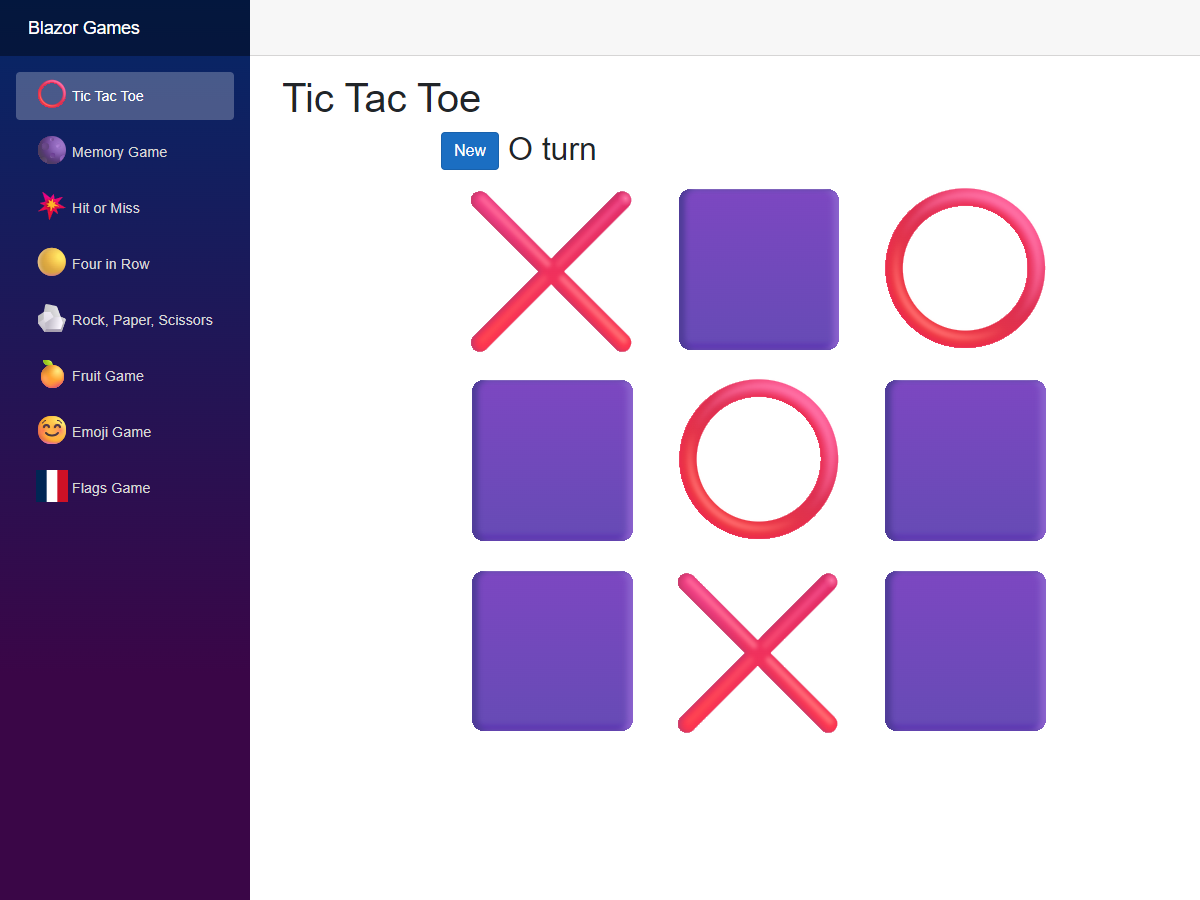 Blazor Games
Tic Tac Toe
Memory Game
Hit or Miss
Four in Row
Rock, Paper, Scissors
Fruit Game
Emoji Game
Flags Game
Tic Tac Toe
New O turn